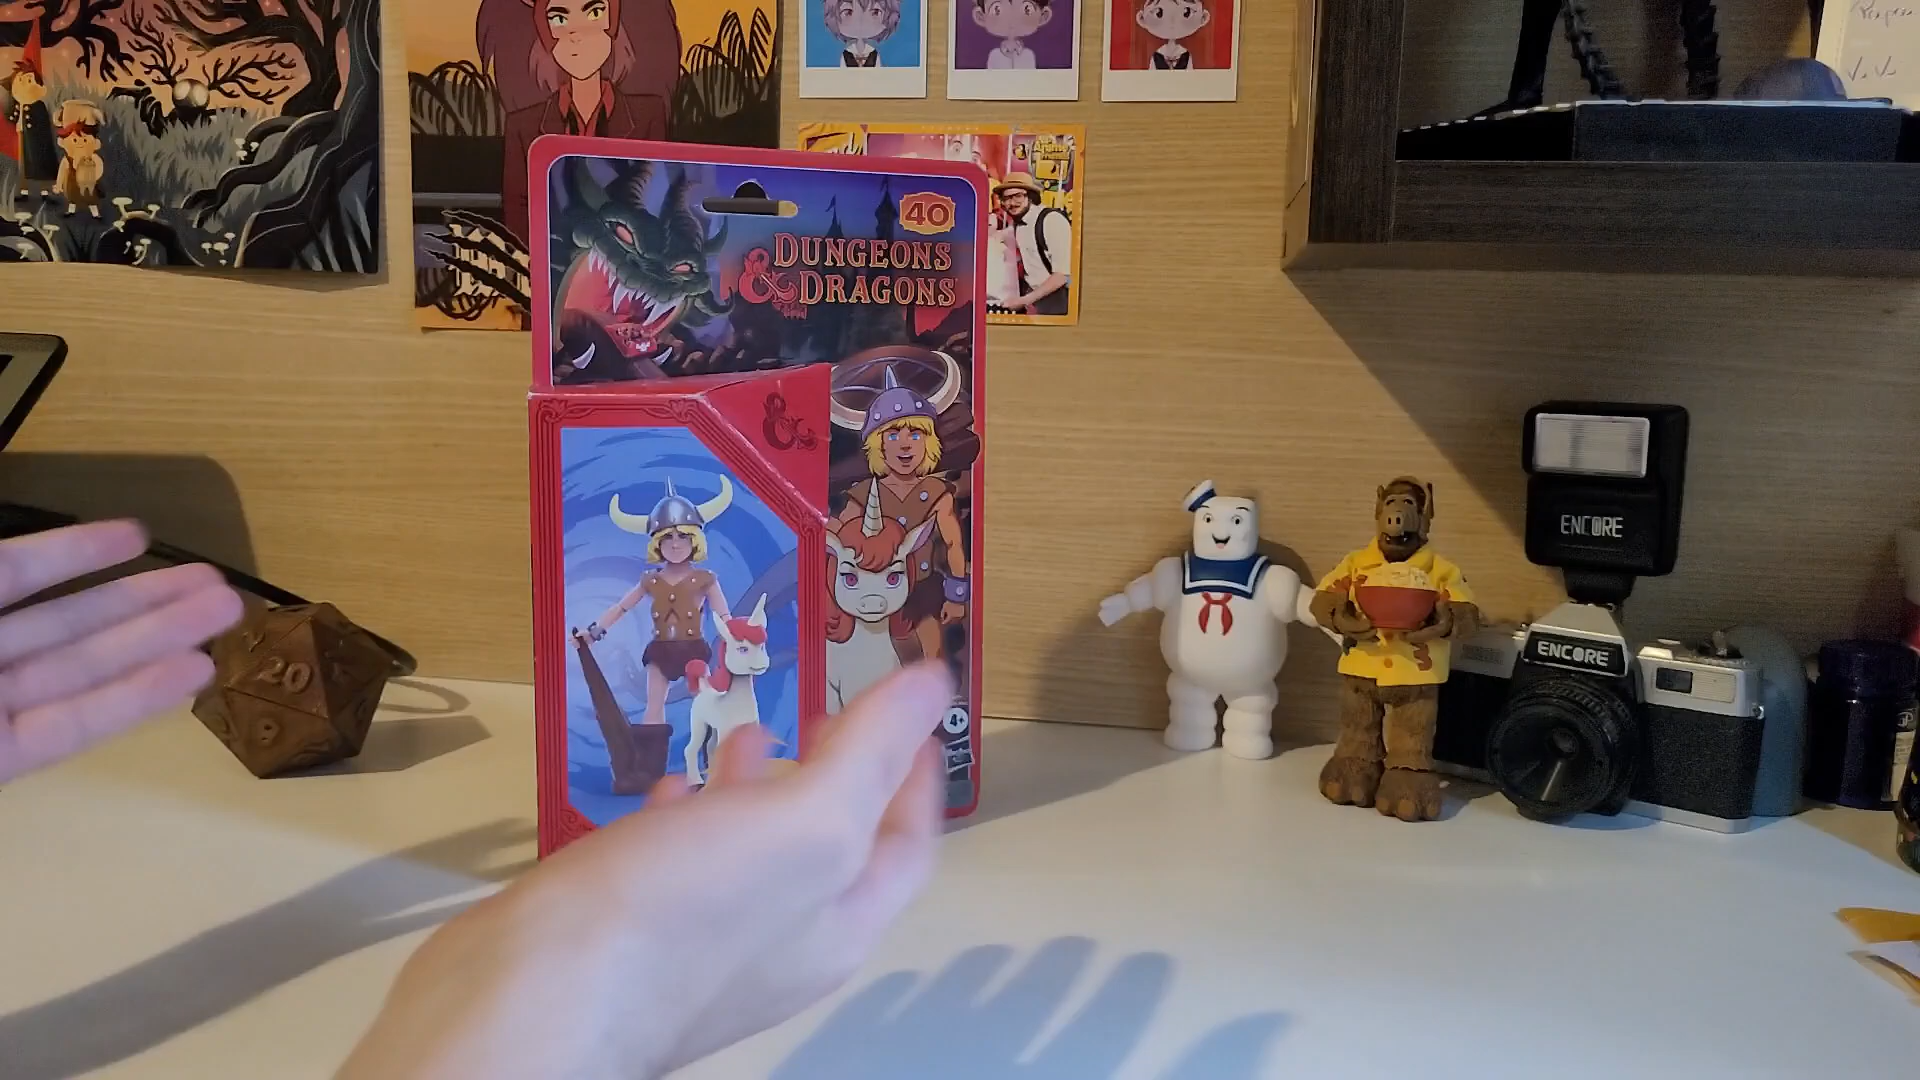 40
DUNGEONS
& DRAGONS
&
4+
20
ENCORE
ENCORE